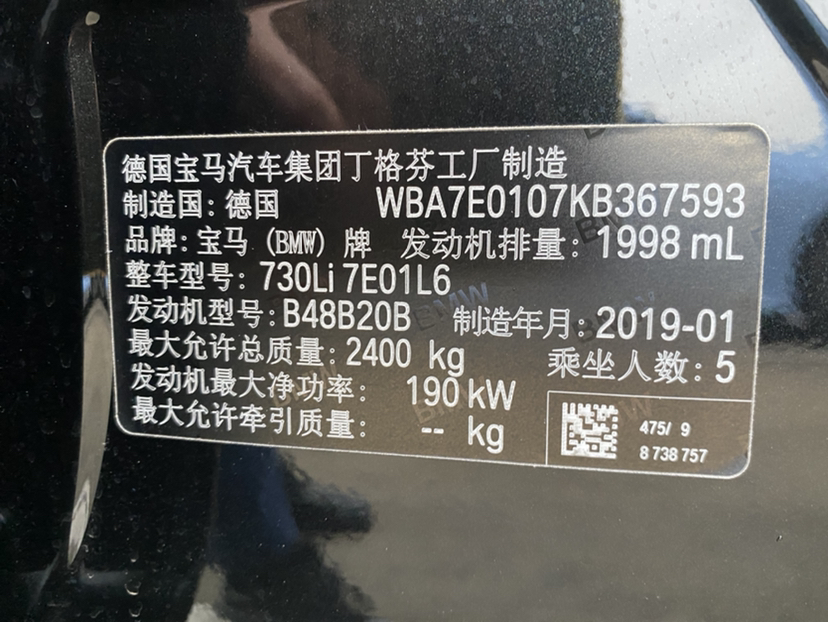 德国宝马汽车集团丁格芬工厂制造
制造国: 德国 WBA7E0107KB367593
品牌: 宝马 (BMW) 牌 发动机排量: 1998 mL
整车型号: 730Li 7E01L6
发动机型号: B48B20B 制造年月: 2019-01
最大允许总质量: 2400 kg 乘坐人数: 5
发动机最大净功率: 190 kW
最大允许牵引质量: -- kg
475/ 9
8 738 757